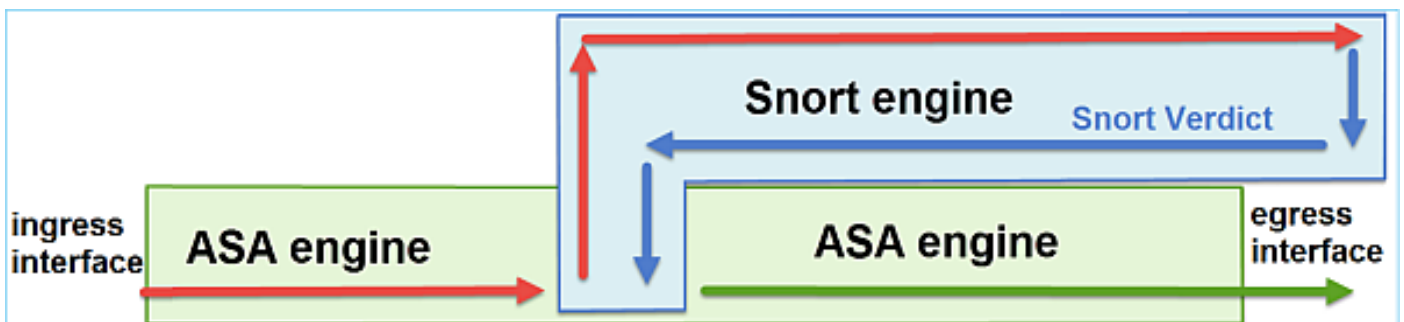 Snort engine
Snort Verdict
ingress
interface
ASA engine
ASA engine
egress
interface